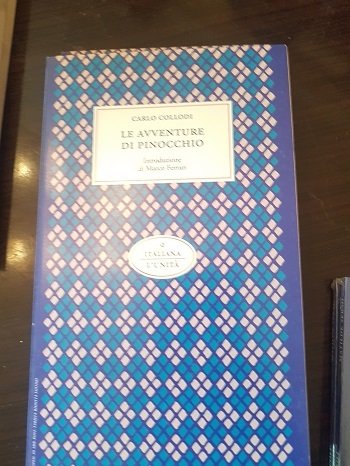 CARLO COLLODI
LE AVVENTURE
DI PINOCCHIO
Introduzione
di Marco Ferrari
ITALIANA
L'UNITÀ